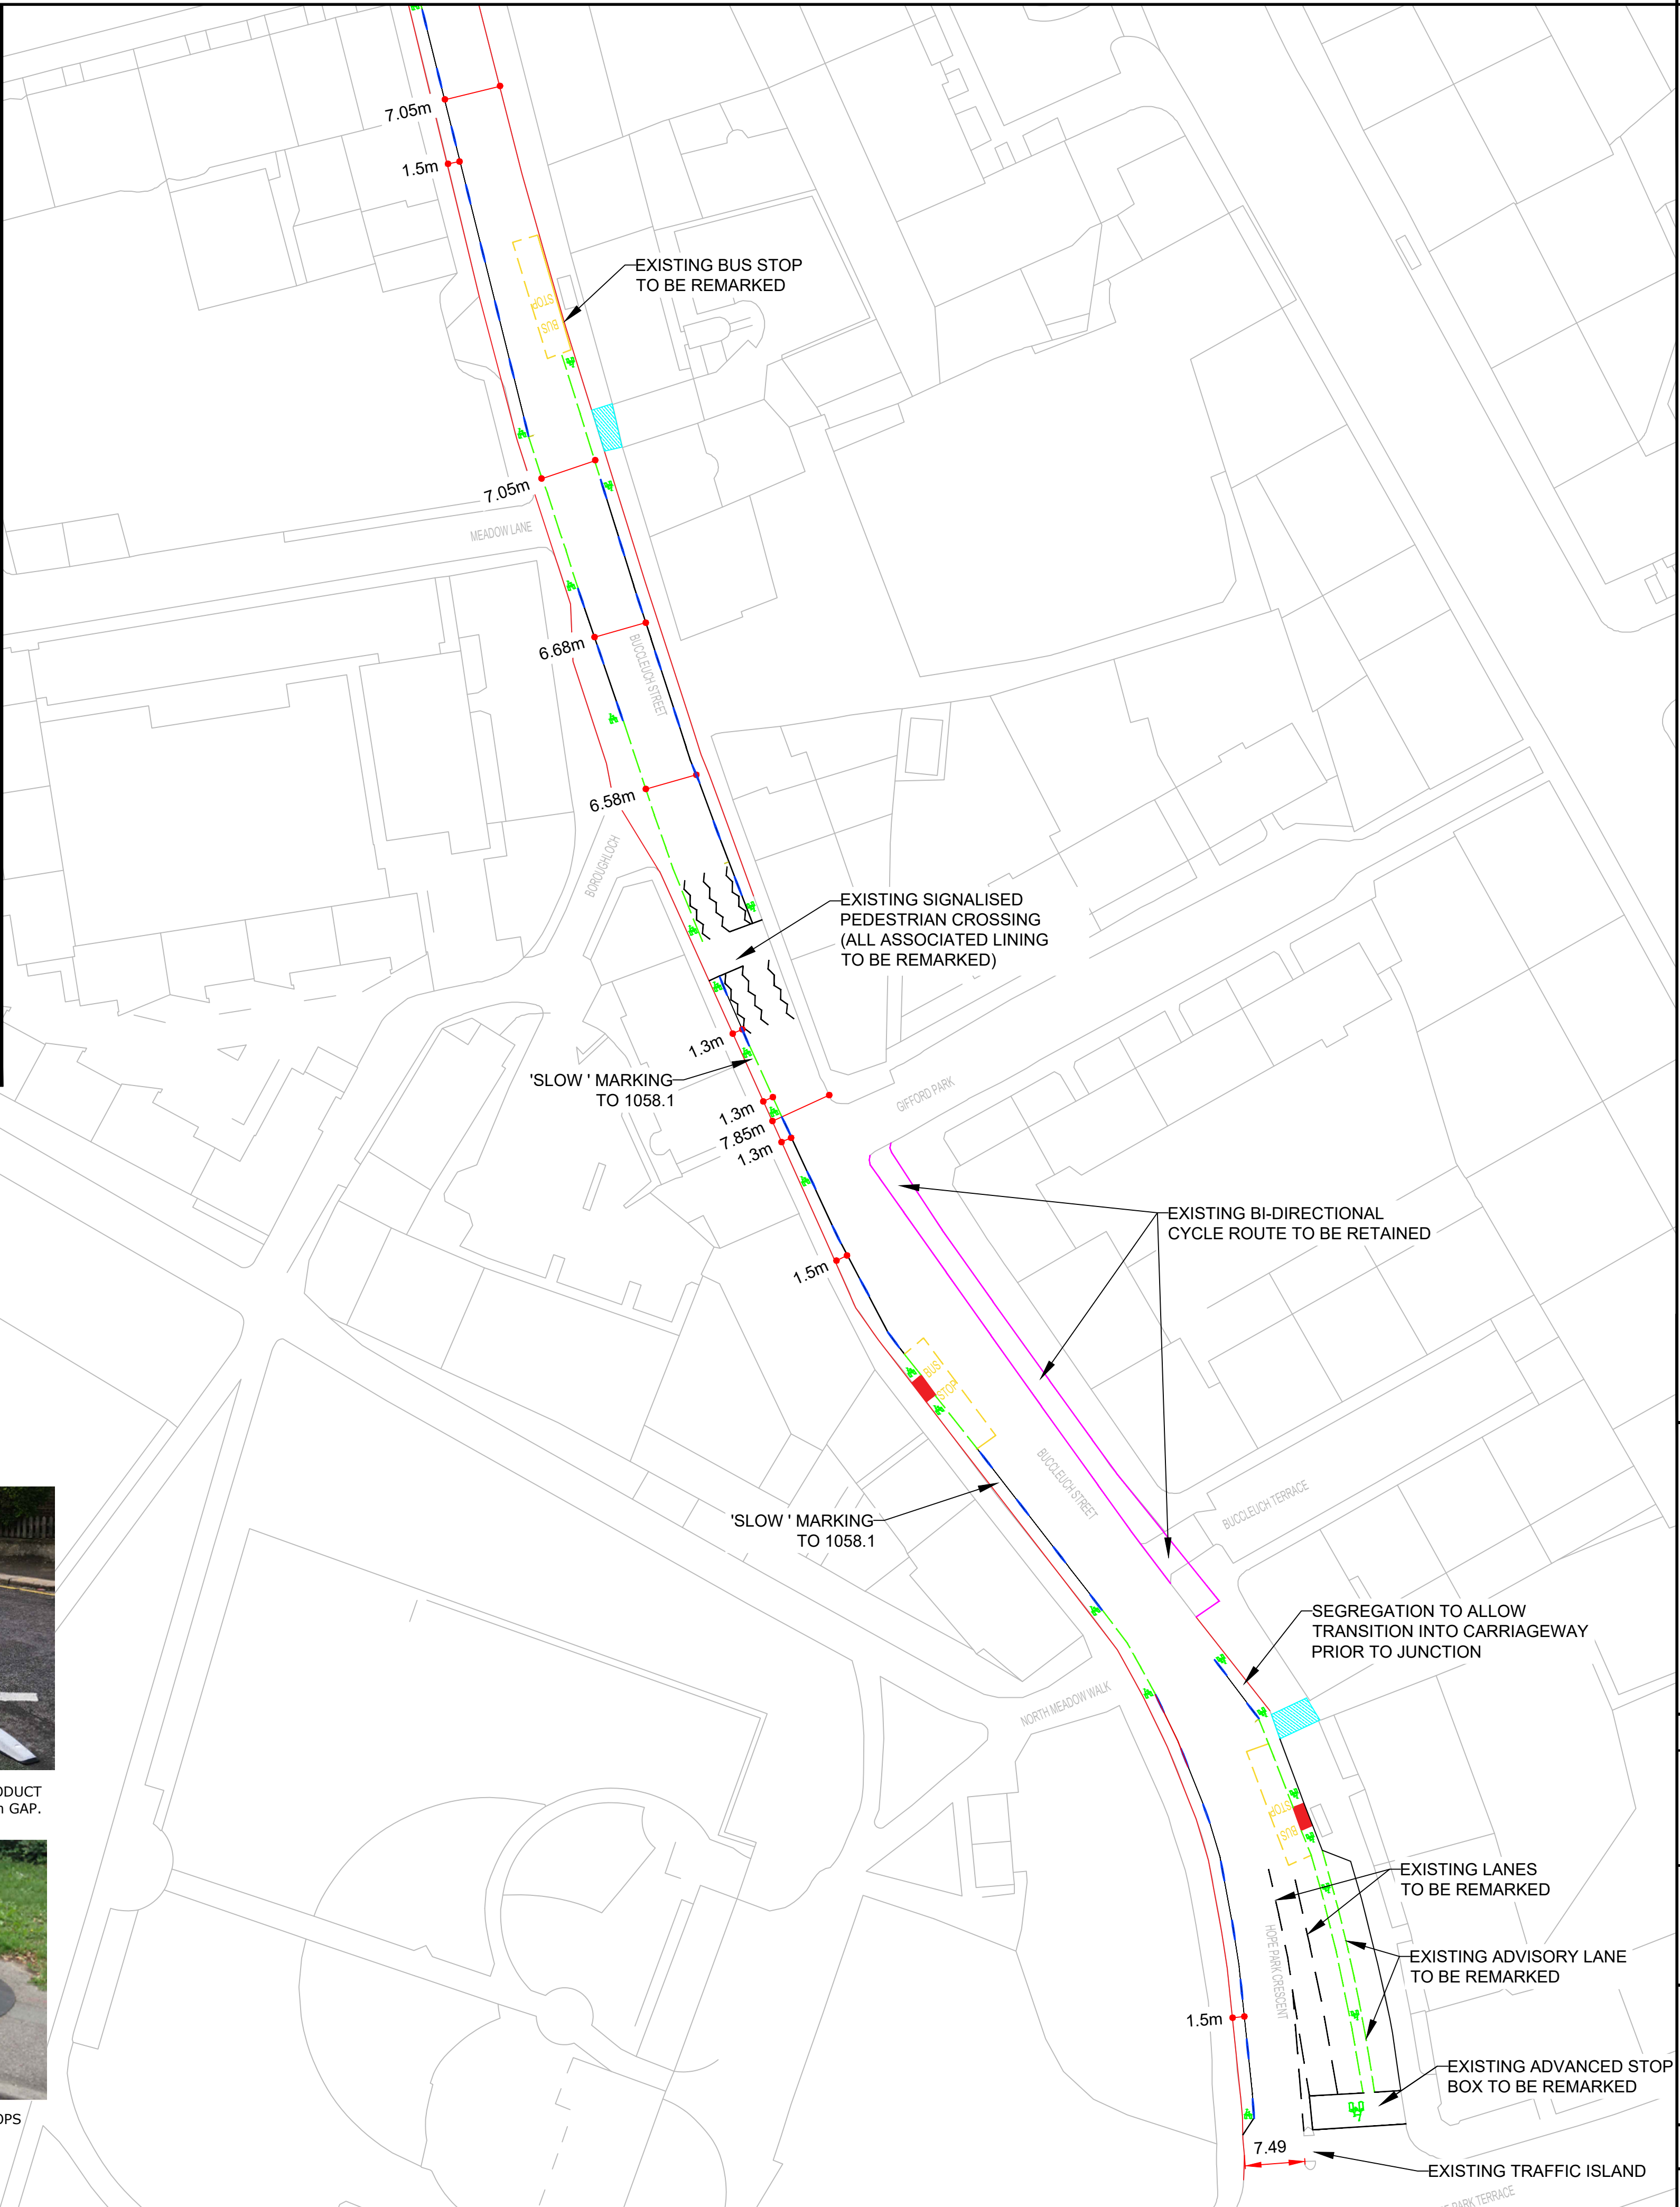 7.05m
1.5m
EXISTING BUS STOP
TO BE REMARKED
STOP
BUS
7.05m
MEADOW LANE
6.68m
BUCCLEUCH STREET
6.58m
BOROUGHLOCH
EXISTING SIGNALISED
PEDESTRIAN CROSSING
(ALL ASSOCIATED LINING
TO BE REMARKED)
1.3m
'SLOW ' MARKING
TO 1058.1
1.3m
7.85m
1.3m
GIFFORD PARK
EXISTING BI-DIRECTIONAL
CYCLE ROUTE TO BE RETAINED
1.5m
BUS
STOP
BUCCLEUCH STREET
'SLOW ' MARKING
TO 1058.1
BUCCLEUCH TERRACE
SEGREGATION TO ALLOW
TRANSITION INTO CARRIAGEWAY
PRIOR TO JUNCTION
NORTH MEADOW WALK
STOP
BUS
GAP.
EXISTING LANES
TO BE REMARKED
HOPE PARK CRESCENT
EXISTING ADVISORY LANE
TO BE REMARKED
1.5m
EXISTING ADVANCED STOP
BOX TO BE REMARKED
7.49
EXISTING TRAFFIC ISLAND
PARK TERRACE